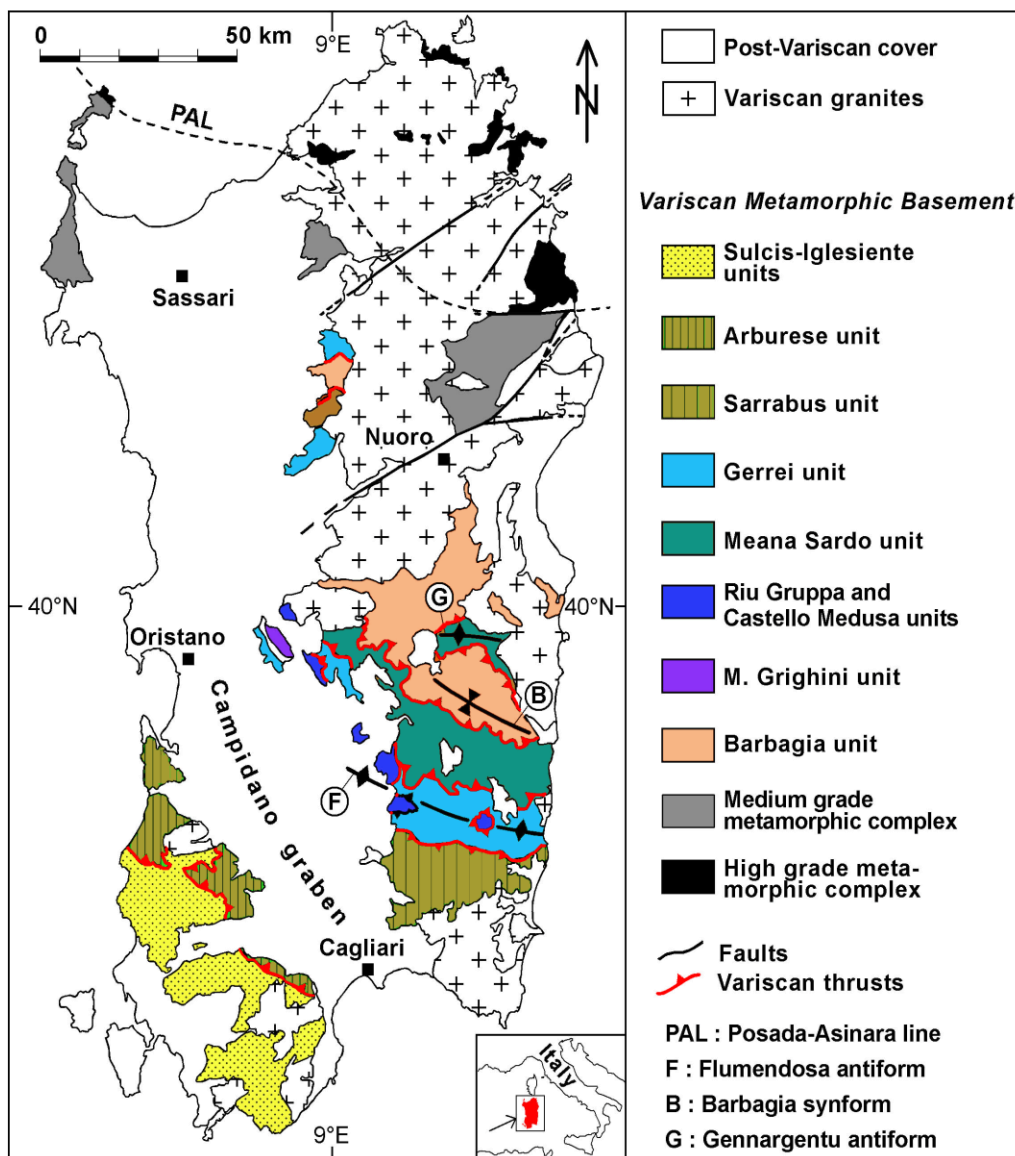 0
50 km
9°E
N
PAL
Sassari
Nuoro
40°N
40°N
G
Oristano
B
F
Campidano graben
Cagliari
9°E
Italy
Post-Variscan cover
Variscan granites
Variscan Metamorphic Basement
Sulcis-Iglesiente
units
Arburese unit
Sarrabus unit
Gerrei unit
Meana Sardo unit
Riu Gruppa and
Castello Medusa units
M. Grighini unit
Barbagia unit
Medium grade
metamorphic complex
High grade meta-
morphic complex
Faults
Variscan thrusts
PAL : Posada-Asinara line
F : Flumendosa antiform
B : Barbagia synform
G : Gennargentu antiform